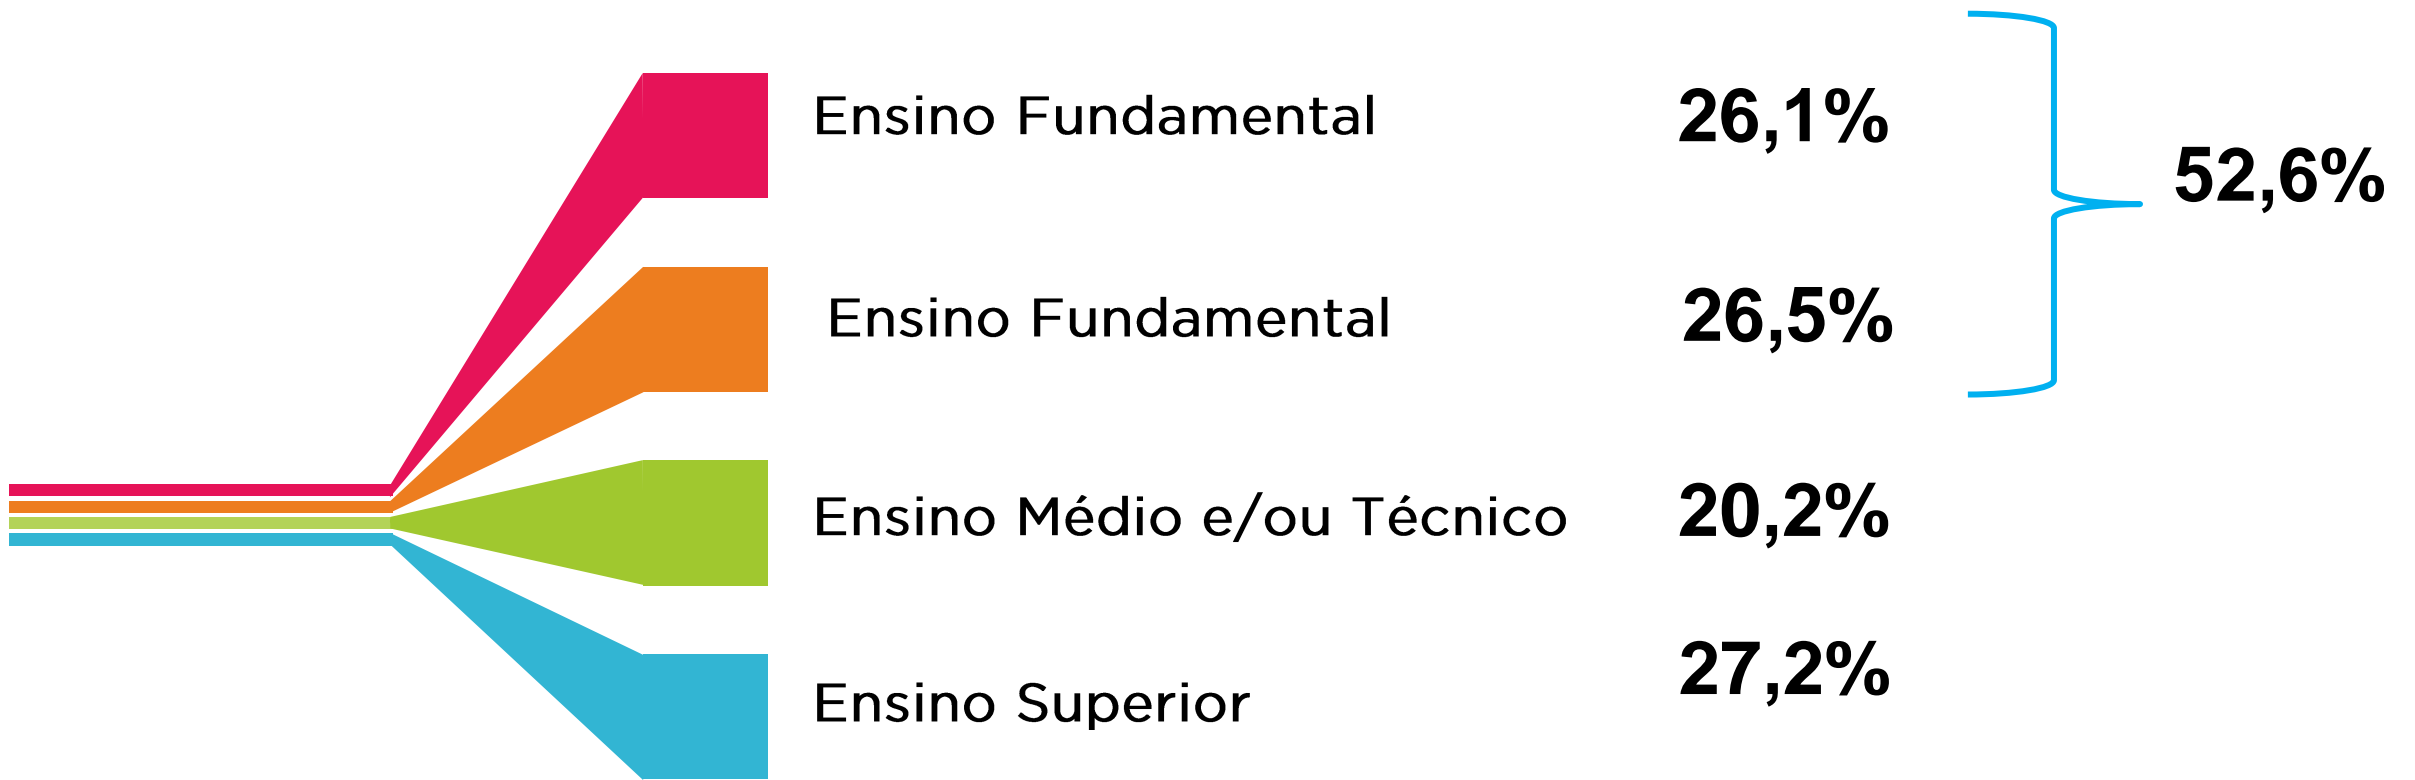 Ensino Fundamental 26,1%
52,6%
Ensino Fundamental 26,5%
Ensino Médio e/ou Técnico 20,2%
Ensino Superior 27,2%